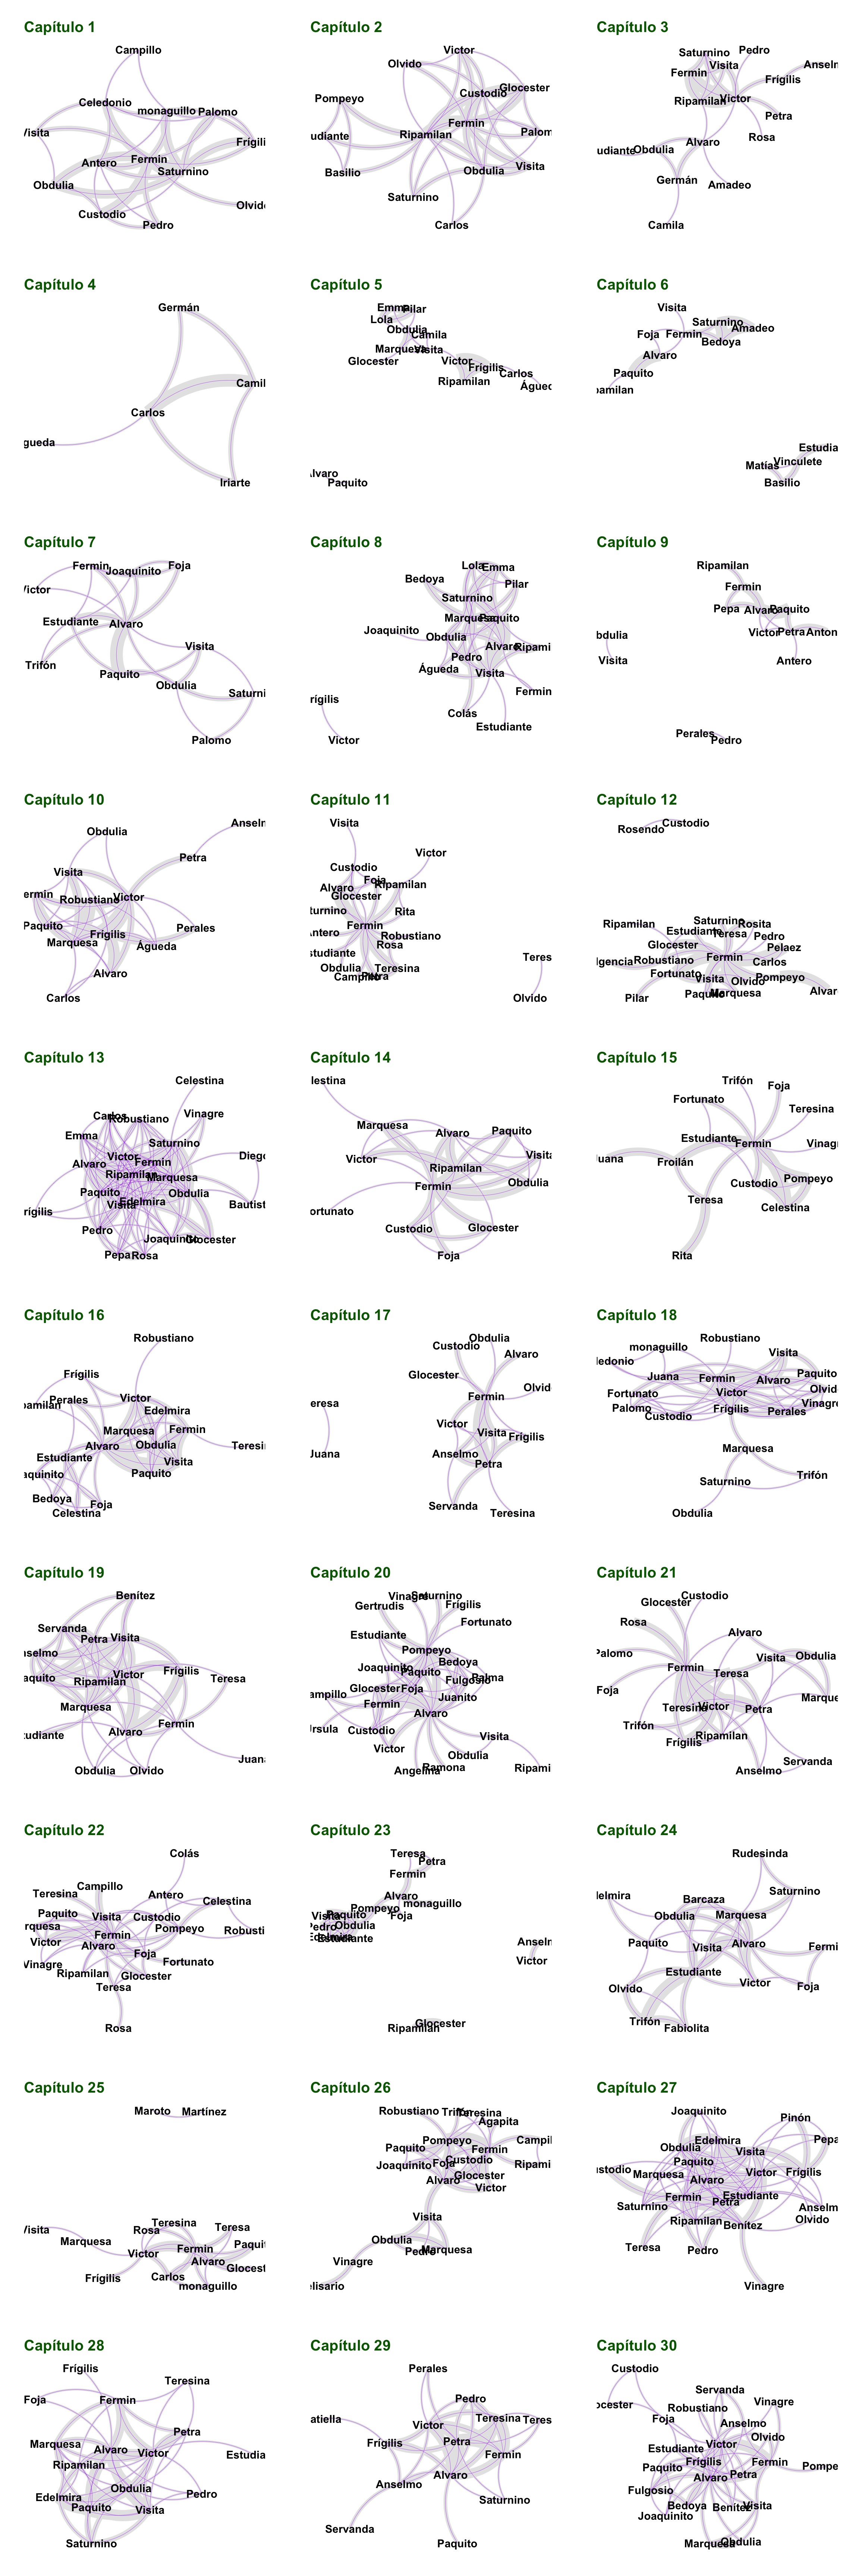 Capítulo 1
Campillo
Celedonio
monaguillo Palomo
Visita
Frígili
Antero Fermin
Saturnino
Obdulia
Olvido
Custodio
Pedro
Capítulo 2
Victor
Olvido
Glocester
Custodio
Pompeyo
Fermin
udiante
Ripamilan
Palom
Basilio
Obdulia
Visita
Saturnino
Carlos
Capítulo 3
Saturnino Pedro
Visita
Anseln
Fermin
Frígilis
Ripamilan
Victor
Petra
Rosa
Alvaro
udiante Obdulia
Germán
Amadeo
Camila
Capítulo 4
Germán
Camil
Carlos
gueda
Iriarte
Capítulo 5
Emma Pilar
Lola
Obdulia
Camila
Marquesa Visita
Glocester
Victor
Frígilis
Carlos
Ripamilan
Águec
Alvaro
Paquito
Capítulo 6
Visita
Saturnino
Amadeo
Foja Fermin
Bedoya
Alvaro
Paquito
pamilan
Estudia
Vinculete
Matías
Basilio
Capítulo 7
Fermin
Joaquinito
Foja
Victor
Estudiante
Alvaro
Visita
Trifón
Paquito
Obdulia
Saturni
Palomo
Capítulo 8
Lola Emma
Bedoya
Pilar
Saturnino
Marquesa Paquito
Joaquinito
Obdulia
Alvaro Ripami
Pedro
Águeda
Visita
Fermin
rígilis
Colás
Estudiante
Victor
Capítulo 9
Ripamilan
Fermin
Pepa Alvaro Paquito
bdulia
Victor Petra Anton
Visita
Antero
Perales
Pedro
Capítulo 10
Anseln
Obdulia
Petra
Visita
ermin
Robustiano Victor
Paquito
Perales
Frígilis
Marquesa
Águeda
Alvaro
Carlos
Capítulo 11
Visita
Victor
Custodio
Foja
Ripamilan
Alvaro
Glocester
turnino
Rita
Antero
Fermin
Robustiano
Rosa
studiante
Teres
Obdulia
Teresina
Campillo Petra
Olvido
Capítulo 12
Custodio
Rosendo
Saturnino
Ripamilan
Rosita
Estudiante
Teresa
Pedro
Glocester
Pelaez
lgencia Robustiano
Fermin
Carlos
Fortunato
Visita
Olvido
Pompeyo
Pilar
Paquito Marquesa
Alvar
Capítulo 13
Celestina
Carlos
Robustiano
Vinagre
Emma
Saturnino
Victor
Diego
Alvaro
Fermin
Ripamilan
Marquesa
Paquito
Obdulia
Visita
Edelmira
Bautist
rígilis
Pedro
Joaquinito Glocester
Pepa Rosa
Capítulo 14
lestina
Marquesa
Alvaro
Paquito
Victor
Visita
Ripamilan
Obdulia
Fermin
ortunato
Custodio
Glocester
Foja
Capítulo 15
Trifón
Foja
Fortunato
Teresina
Estudiante
Fermin
Vinagr
uana
Froilán
Custodio
Pompeyo
Teresa
Celestina
Rita
Capítulo 16
Robustiano
Frígilis
Perales
Victor
pamilan
Edelmira
Marquesa
Fermin
Alvaro
Obdulia
Teresin
Estudiante
Visita
aquinito
Paquito
Bedoya
Foja
Celestina
Capítulo 17
Obdulia
Custodio
Alvaro
Glocester
Olvid
Fermin
eresa
Victor
Visita
Frígilis
Juana
Anselmo
Petra
Servanda
Teresina
Capítulo 18
Robustiano
monaguillo
Visita
ledonio
Juana
Fermin
Alvaro
Paquito
Fortunato
Victor
Olvid
Palomo
Frígilis
Vinagre
Custodio
Perales
Marquesa
Trifón
Saturnino
Obdulia
Capítulo 19
Benítez
Servanda
Petra Visita
nselmo
Frígilis
aquito
Victor
Ripamilan
Teresa
Marquesa
Fermin
Alvaro
tudiante
Juan
Obdulia
Olvido
Capítulo 20
Vinagre Saturnino
Gertrudis
Frígilis
Fortunato
Estudiante
Pompeyo
Bedoya
Joaquinito
Paquito
Palma
Fulgosio
Glocester Foja
ampillo
Juanito
Fermin
Alvaro
Ursula
Custodio
Visita
Victor
Obdulia
Ramona
Angelina
Ripami
Capítulo 21
Custodio
Glocester
Rosa
Alvaro
Palomo
Visita
Obdulia
Fermin
Teresa
Foja
Marque
Teresina Victor
Petra
Trifón
Ripamilan
Frígilis
Servanda
Anselmo
Capítulo 22
Colás
Campillo
Teresina
Antero
Celestina
Paquito
Visita
Custodio
rquesa
Pompeyo
Robusti
Fermin
Victor
Alvaro
Foja
Vinagre
Fortunato
Ripamilan
Glocester
Teresa
Rosa
Capítulo 23
Teresa
Petra
Fermin
Alvaro
monaguillo
Pompeyo
Visita
Paquito
Foja
Pedro
Obdulia
Edelmira
Estudiante
Anseln
Victor
Glocester
Ripamilan
Capítulo 24
Rudesinda
delmira
Saturnino
Barcaza
Obdulia
Marquesa
Paquito
Visita
Alvaro
Fermi
Estudiante
Victor
Foja
Olvido
Trifón
Fabiolita
Capítulo 25
Maroto
Martínez
Visita
Teresina
Teresa
Rosa
Marquesa
Paquit
Victor
Fermin
Alvaro
Glocest
Frígilis
Carlos
monaguillo
Capítulo 26
Robustiano
Trifón
Teresina
Agapita
Pompeyo
Campil
Paquito
Fermin
Custodio
Joaquinito
Foja
Ripami
Glocester
Alvaro
Victor
Visita
Obdulia
Pedro
Marquesa
Vinagre
elisario
Capítulo 27
Joaquinito
Pinón
Edelmira
Pepa
Obdulia
Visita
Paquito
stodio
Marquesa
Victor
Frígilis
Alvaro
Fermin
Estudiante
Petra
Saturnino
Anselm
Ripamilan
Benítez
Olvido
Teresa
Pedro
Vinagre
Capítulo 28
Frígilis
Teresina
Foja
Fermin
Petra
Marquesa
Alvaro
Victor
Ripamilan
Estudia
Obdulia
Edelmira
Pedro
Paquito
Visita
Saturnino
Capítulo 29
Perales
Pedro
atiella
Teresina
Teres
Victor
Frígilis
Petra
Fermin
Alvaro
Anselmo
Saturnino
Servanda
Paquito
Capítulo 30
Custodio
Servanda
ocester
Vinagre
Robustiano
Foja
Anselmo
Olvido
Estudiante
Victor
Frígilis
Fermin
Paquito
Pompe
Alvaro Petra
Fulgosio
Bedoya
Benítez
Visita
Joaquinito
Marquesa
Obdulia